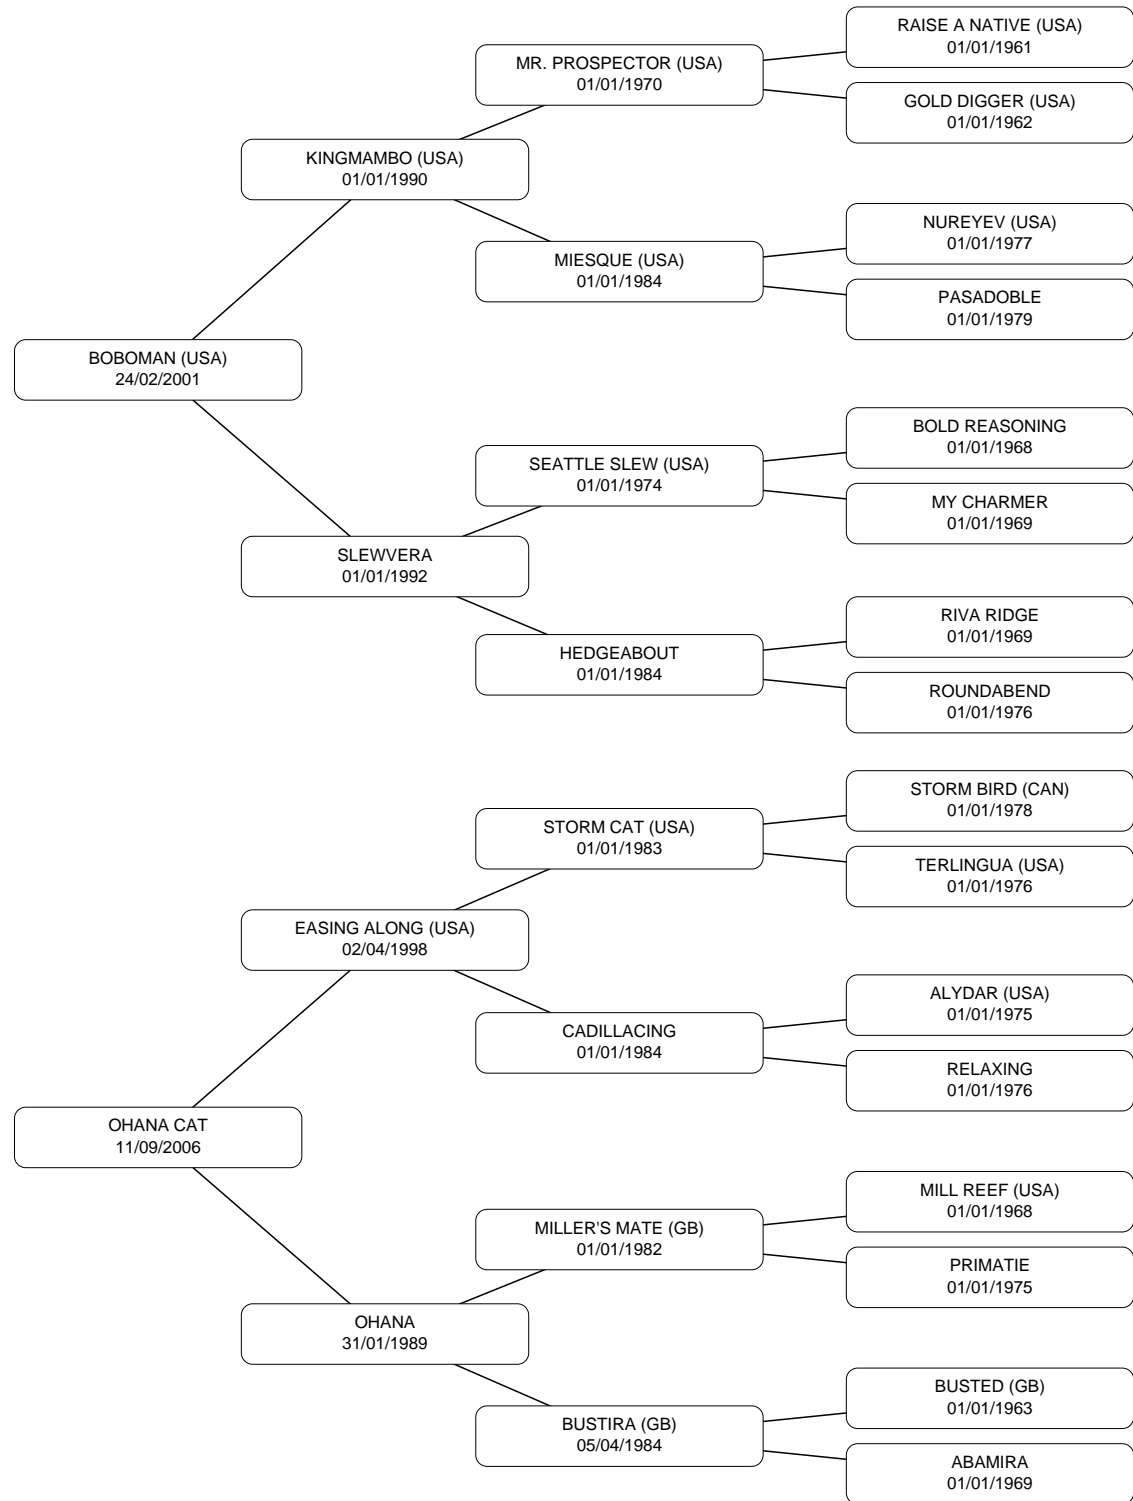 RAISE A NATIVE (USA)
01/01/1961
MR. PROSPECTOR (USA)
01/01/1970
GOLD DIGGER (USA)
01/01/1962
KINGMAMBO (USA)
01/01/1990
NUREYEV (USA)
01/01/1977
MIESQUE (USA)
01/01/1984
PASADOBLE
01/01/1979
BOBOMAN (USA)
24/02/2001
BOLD REASONING
01/01/1968
SEATTLE SLEW (USA)
01/01/1974
MY CHARMER
01/01/1969
SLEWVERA
01/01/1992
RIVA RIDGE
01/01/1969
HEDGEABOUT
01/01/1984
ROUNDABEND
01/01/1976
STORM BIRD (CAN)
01/01/1978
STORM CAT (USA)
01/01/1983
TERLINGUA (USA)
01/01/1976
EASING ALONG (USA)
02/04/1998
ALYDAR (USA)
01/01/1975
CADILLACING
01/01/1984
RELAXING
01/01/1976
OHANA CAT
11/09/2006
MILL REEF (USA)
01/01/1968
MILLER'S MATE (GB)
01/01/1982
PRIMATIE
01/01/1975
OHANA
31/01/1989
BUSTED (GB)
01/01/1963
BUSTIRA (GB)
05/04/1984
ABAMIRA
01/01/1969